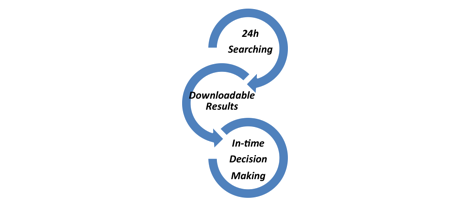 24h
Searching
Downloadable
Results
In-time
Decision
Making